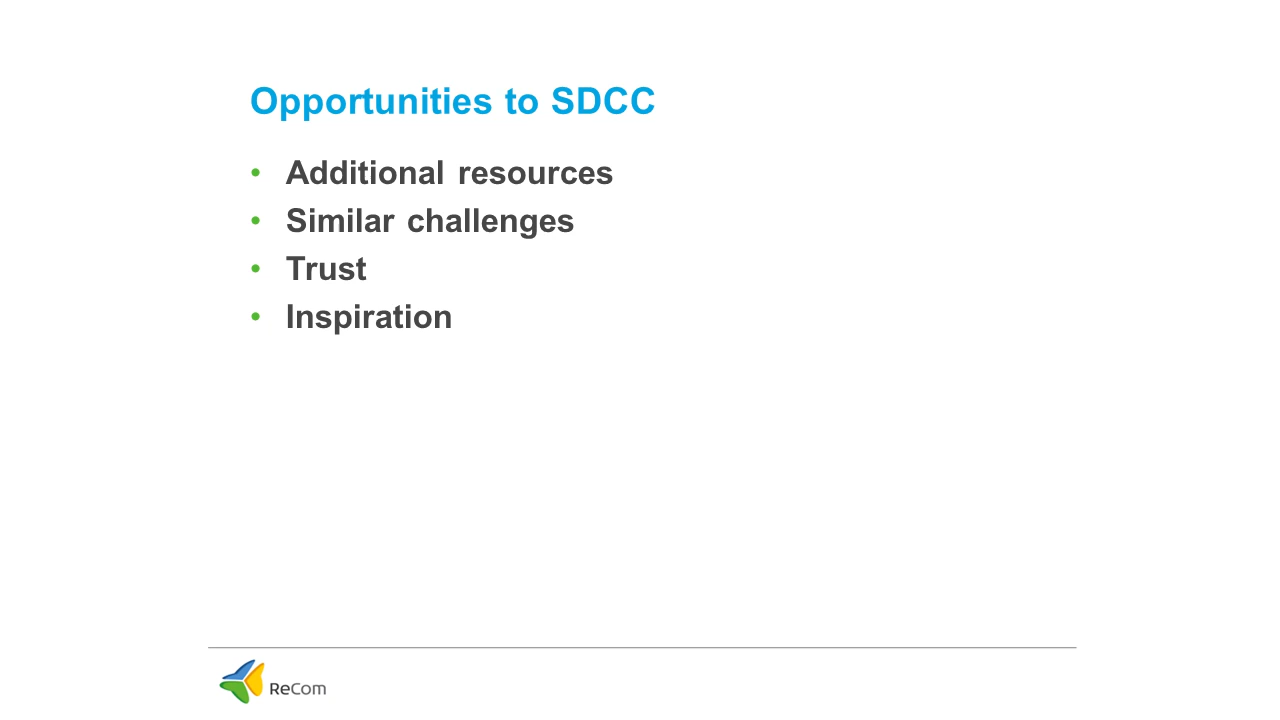 Opportunities to SDCC
• Additional resources
• Similar challenges
• Trust
• Inspiration
ReCom